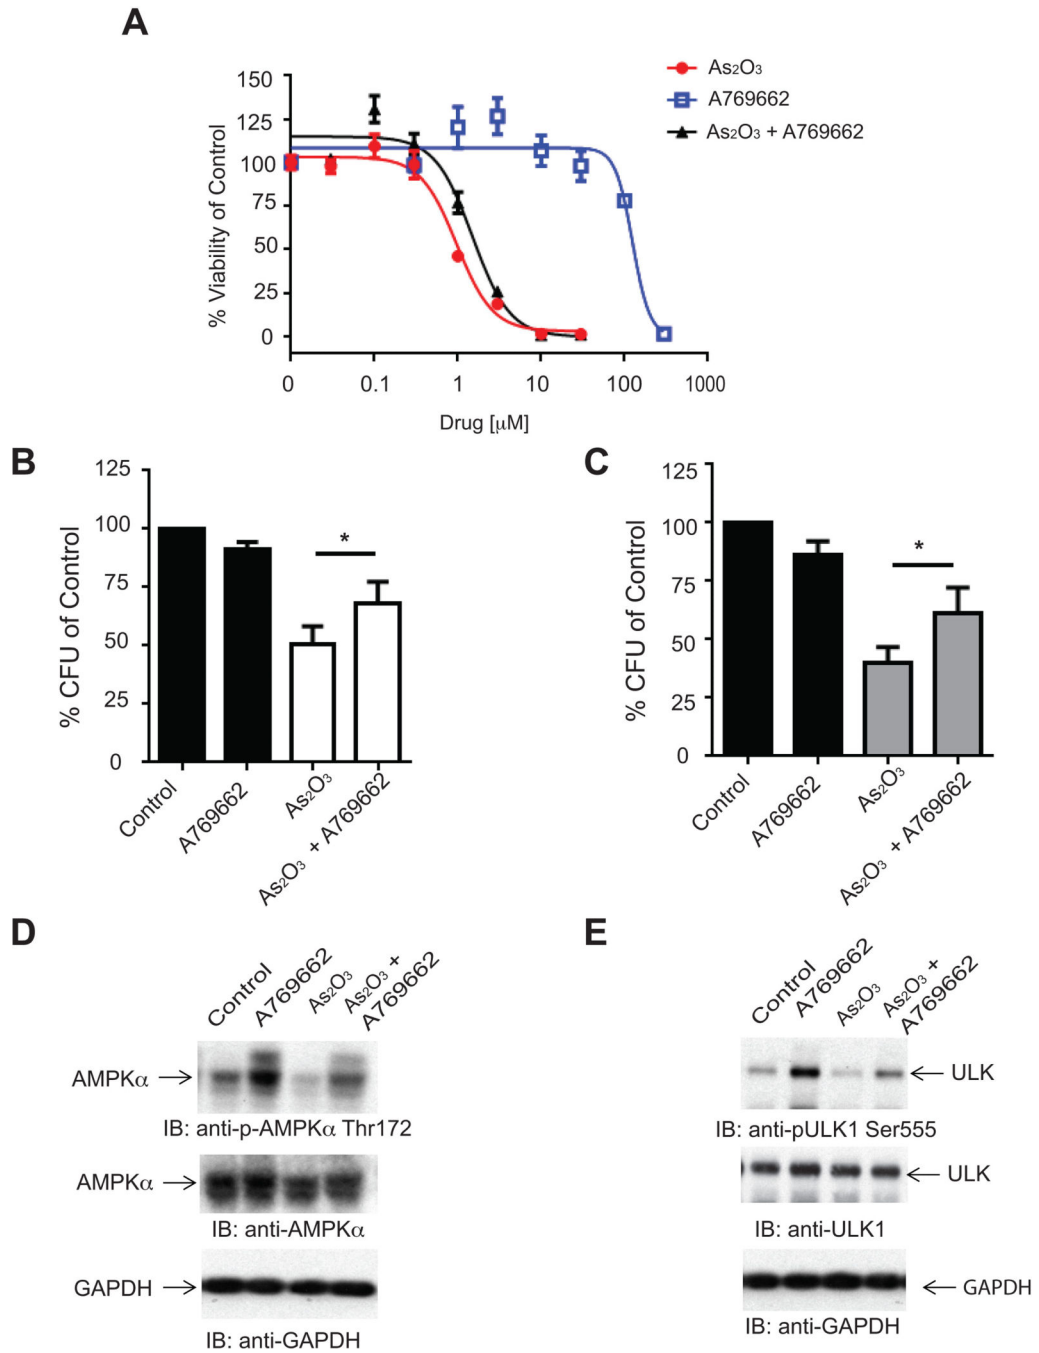 A
As₂O₃
A769662
As₂O₃ + A769662
% Viability of Control
150
125
100
75
50
25
0
0 0.1 1 10 100 1000
Drug [μM]
B
% CFU of Control
125
100
75
50
25
0
Control
A769662
As₂O₃
As₂O₃ + A769662
*
C
% CFU of Control
125
100
75
50
25
0
Control
A769662
As₂O₃
As₂O₃ + A769662
*
D
Control
A769662
As₂O₃
As₂O₃ +
A769662
AMPKα
IB: anti-p-AMPKα Thr172
AMPKα
IB: anti-AMPKα
GAPDH
IB: anti-GAPDH
E
Control
A769662
As₂O₃
As₂O₃ +
A769662
ULK
IB: anti-pULK1 Ser555
ULK
IB: anti-ULK1
GAPDH
IB: anti-GAPDH